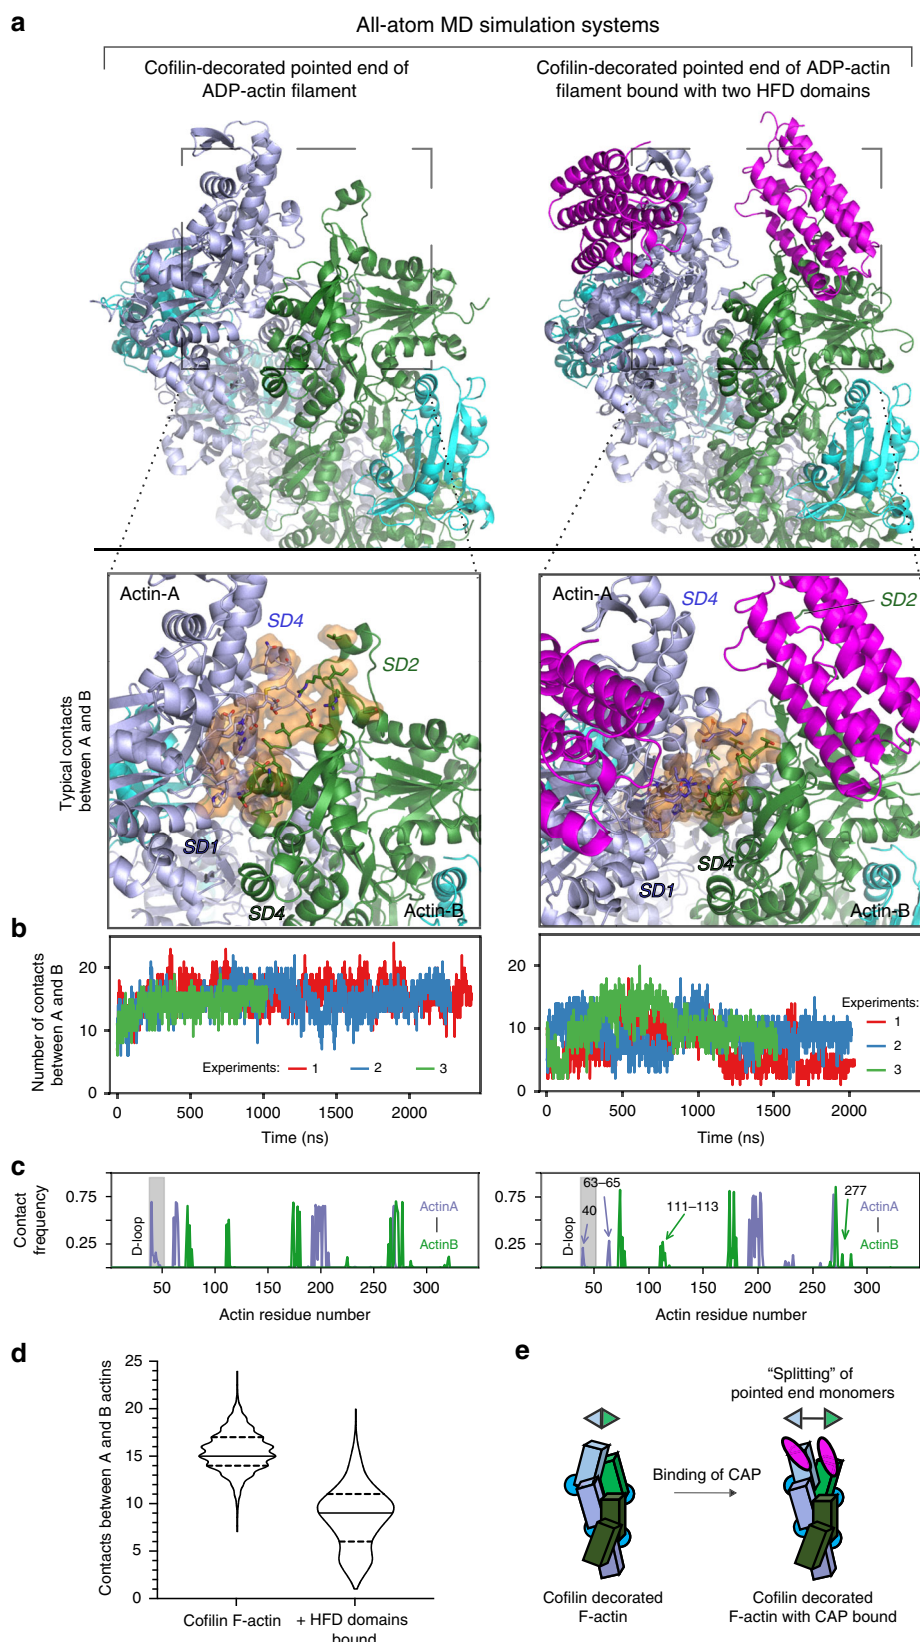 a
All-atom MD simulation systems
Cofilin-decorated pointed end of
ADP-actin filament
Cofilin-decorated pointed end of ADP-actin
filament bound with two HFD domains
Typical contacts
between A and B
Actin-A
SD4
SD2
SD1
SD4
Actin-B
Actin-A
SD4
SD2
SD4
SD1
Actin-B
b
Number of contacts
between A and B
20
10
0
Experiments: 1 2 3
0 500 1000 1500 2000
Time (ns)
20
10
0
Experiments:
1
2
3
0 500 1000 1500 2000
Time (ns)
c
Contact
frequency
0.75
0.25
D-loop
ActinA
ActinB
50 100 150 200 250 300
Actin residue number
0.75
0.25
D-loop
63–65
40
111–113
277
ActinA
ActinB
50 100 150 200 250 300
Actin residue number
d
Contacts between A and B actins
25
20
15
10
5
0
Cofilin F-actin
+ HFD domains
bound
e
"Splitting" of
pointed end monomers
Binding of CAP
Cofilin decorated
F-actin
Cofilin decorated
F-actin with CAP bound